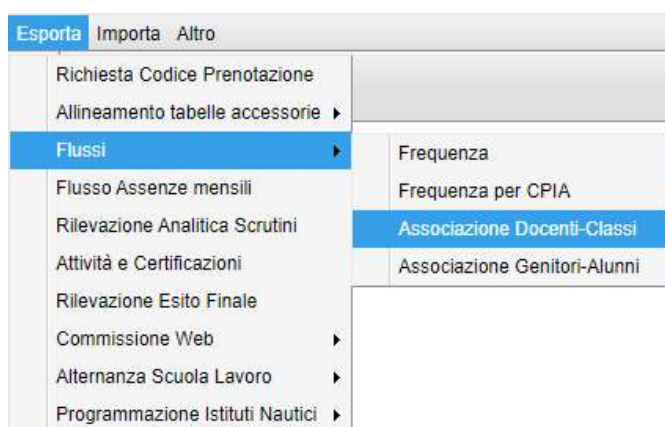 Esporta Importa Altro
Richiesta Codice Prenotazione
Allineamento tabelle accessorie
Flussi
Flusso Assenze mensili
Rilevazione Analitica Scrutini
Attività e Certificazioni
Rilevazione Esito Finale
Commissione Web
Alternanza Scuola Lavoro
Programmazione Istituti Nautici
Frequenza
Frequenza per CPIA
Associazione Docenti-Classi
Associazione Genitori-Alunni